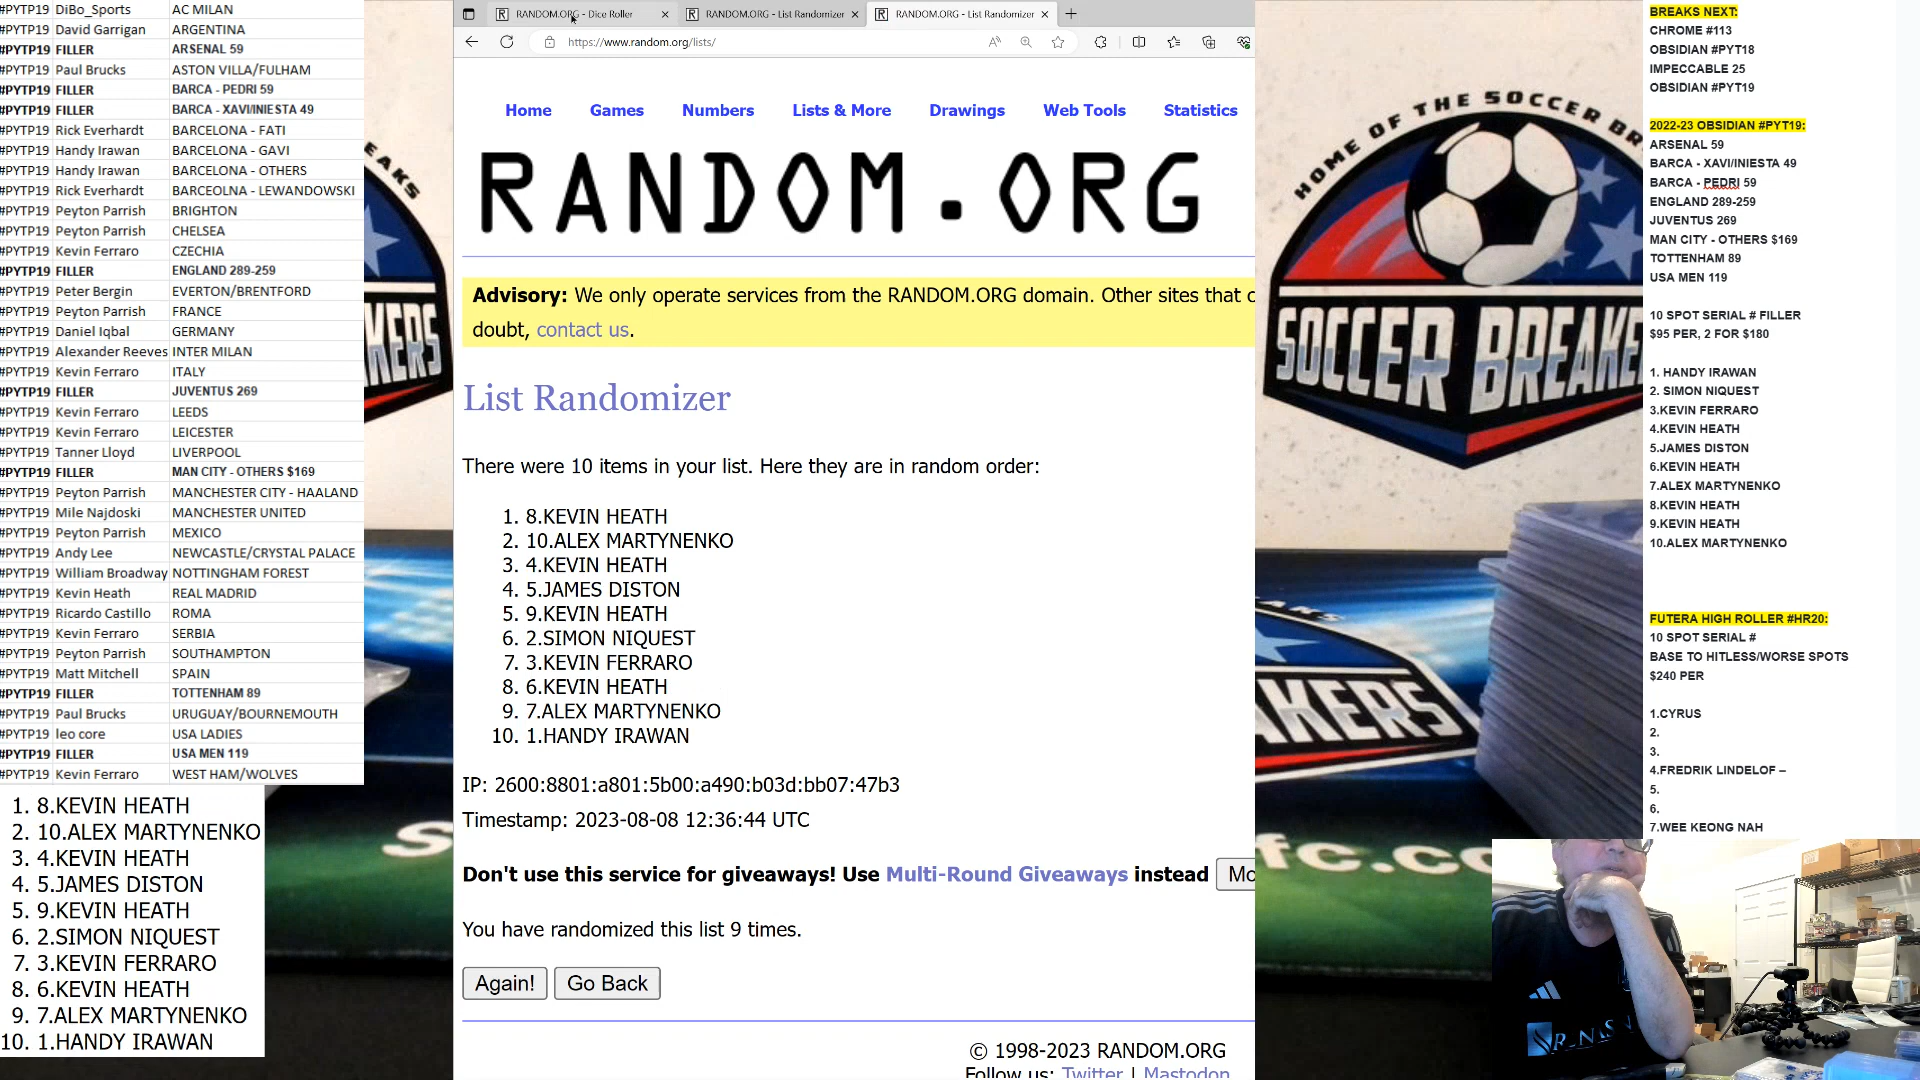 #PYTP19 DiBo_Sports AC MILAN
#PYTP19 David Garrigan ARGENTINA
#PYTP19 FILLER ARSENAL 59
#PYTP19 Paul Brucks ASTON VILLA/FULHAM
#PYTP19 FILLER BARCA - PEDRI 59
#PYTP19 FILLER BARCA - XAVI/INIESTA 49
#PYTP19 Rick Everhardt BARCELONA - FATI
#PYTP19 Handy Irawan BARCELONA - GAVI
#PYTP19 Handy Irawan BARCELONA - OTHERS
#PYTP19 Rick Everhardt BARCEOLNA - LEWANDOWSKI
#PYTP19 Peyton Parrish BRIGHTON
#PYTP19 Peyton Parrish CHELSEA
#PYTP19 Kevin Ferraro CZECHIA
#PYTP19 FILLER ENGLAND 289-259
#PYTP19 Peter Bergin EVERTON/BRENTFORD
#PYTP19 Peyton Parrish FRANCE
#PYTP19 Daniel Iqbal GERMANY
#PYTP19 Alexander Reeves INTER MILAN
#PYTP19 Kevin Ferraro ITALY
#PYTP19 FILLER JUVENTUS 269
#PYTP19 Kevin Ferraro LEEDS
#PYTP19 Kevin Ferraro LEICESTER
#PYTP19 Tanner Lloyd LIVERPOOL
#PYTP19 FILLER MAN CITY - OTHERS $169
#PYTP19 Peyton Parrish MANCHESTER CITY - HAALAND
#PYTP19 Mile Najdoski MANCHESTER UNITED
#PYTP19 Peyton Parrish MEXICO
#PYTP19 Andy Lee NEWCASTLE/CRYSTAL PALACE
#PYTP19 William Broadway NOTTINGHAM FOREST
#PYTP19 Kevin Heath REAL MADRID
#PYTP19 Ricardo Castillo ROMA
#PYTP19 Kevin Ferraro SERBIA
#PYTP19 Peyton Parrish SOUTHAMPTON
#PYTP19 Matt Mitchell SPAIN
#PYTP19 FILLER TOTTENHAM 89
#PYTP19 Paul Brucks URUGUAY/BOURNEMOUTH
#PYTP19 leo core USA LADIES
#PYTP19 FILLER USA MEN 119
#PYTP19 Kevin Ferraro WEST HAM/WOLVES
1. 8.KEVIN HEATH
2. 10.ALEX MARTYNENKO
3. 4.KEVIN HEATH
4. 5.JAMES DISTON
5. 9.KEVIN HEATH
6. 2.SIMON NIQUEST
7. 3.KEVIN FERRARO
8. 6.KEVIN HEATH
9. 7.ALEX MARTYNENKO
10. 1.HANDY IRAWAN
RANDOM.ORG - Dice Roller
RANDOM.ORG - List Randomizer
RANDOM.ORG - List Randomizer
https://www.random.org/lists/
Home Games Numbers Lists & More Drawings Web Tools Statistics
RANDOM.ORG
Advisory: We only operate services from the RANDOM.ORG domain. Other sites that
doubt, contact us.
List Randomizer
There were 10 items in your list. Here they are in random order:
1. 8.KEVIN HEATH
2. 10.ALEX MARTYNENKO
3. 4.KEVIN HEATH
4. 5.JAMES DISTON
5. 9.KEVIN HEATH
6. 2.SIMON NIQUEST
7. 3.KEVIN FERRARO
8. 6.KEVIN HEATH
9. 7.ALEX MARTYNENKO
10. 1.HANDY IRAWAN
IP: 2600:8801:a801:5b00:a490:b03d:bb07:47b3
Timestamp: 2023-08-08 12:36:44 UTC
Don't use this service for giveaways! Use Multi-Round Giveaways instead
You have randomized this list 9 times.
Again! Go Back
© 1998-2023 RANDOM.ORG
Follow us: Twitter | Mastodon
HOME OF THE SOCCER BR
SOCCER BREAKE
EAKS
KERS
AKERS
fc.c
BREAKS NEXT:
CHROME #113
OBSIDIAN #PYT18
IMPECCABLE 25
OBSIDIAN #PYT19
2022-23 OBSIDIAN #PYT19:
ARSENAL 59
BARCA - XAVI/INIESTA 49
BARCA - PEDRI 59
ENGLAND 289-259
JUVENTUS 269
MAN CITY - OTHERS $169
TOTTENHAM 89
USA MEN 119
10 SPOT SERIAL # FILLER
$95 PER, 2 FOR $180
1. HANDY IRAWAN
2. SIMON NIQUEST
3.KEVIN FERRARO
4.KEVIN HEATH
5.JAMES DISTON
6.KEVIN HEATH
7.ALEX MARTYNENKO
8.KEVIN HEATH
9.KEVIN HEATH
10.ALEX MARTYNENKO
FUTERA HIGH ROLLER #HR20:
10 SPOT SERIAL #
BASE TO HITLESS/WORSE SPOTS
$240 PER
1.CYRUS
2.
3.
4.FREDRIK LINDELOF –
5.
6.
7.WEE KEONG NAH